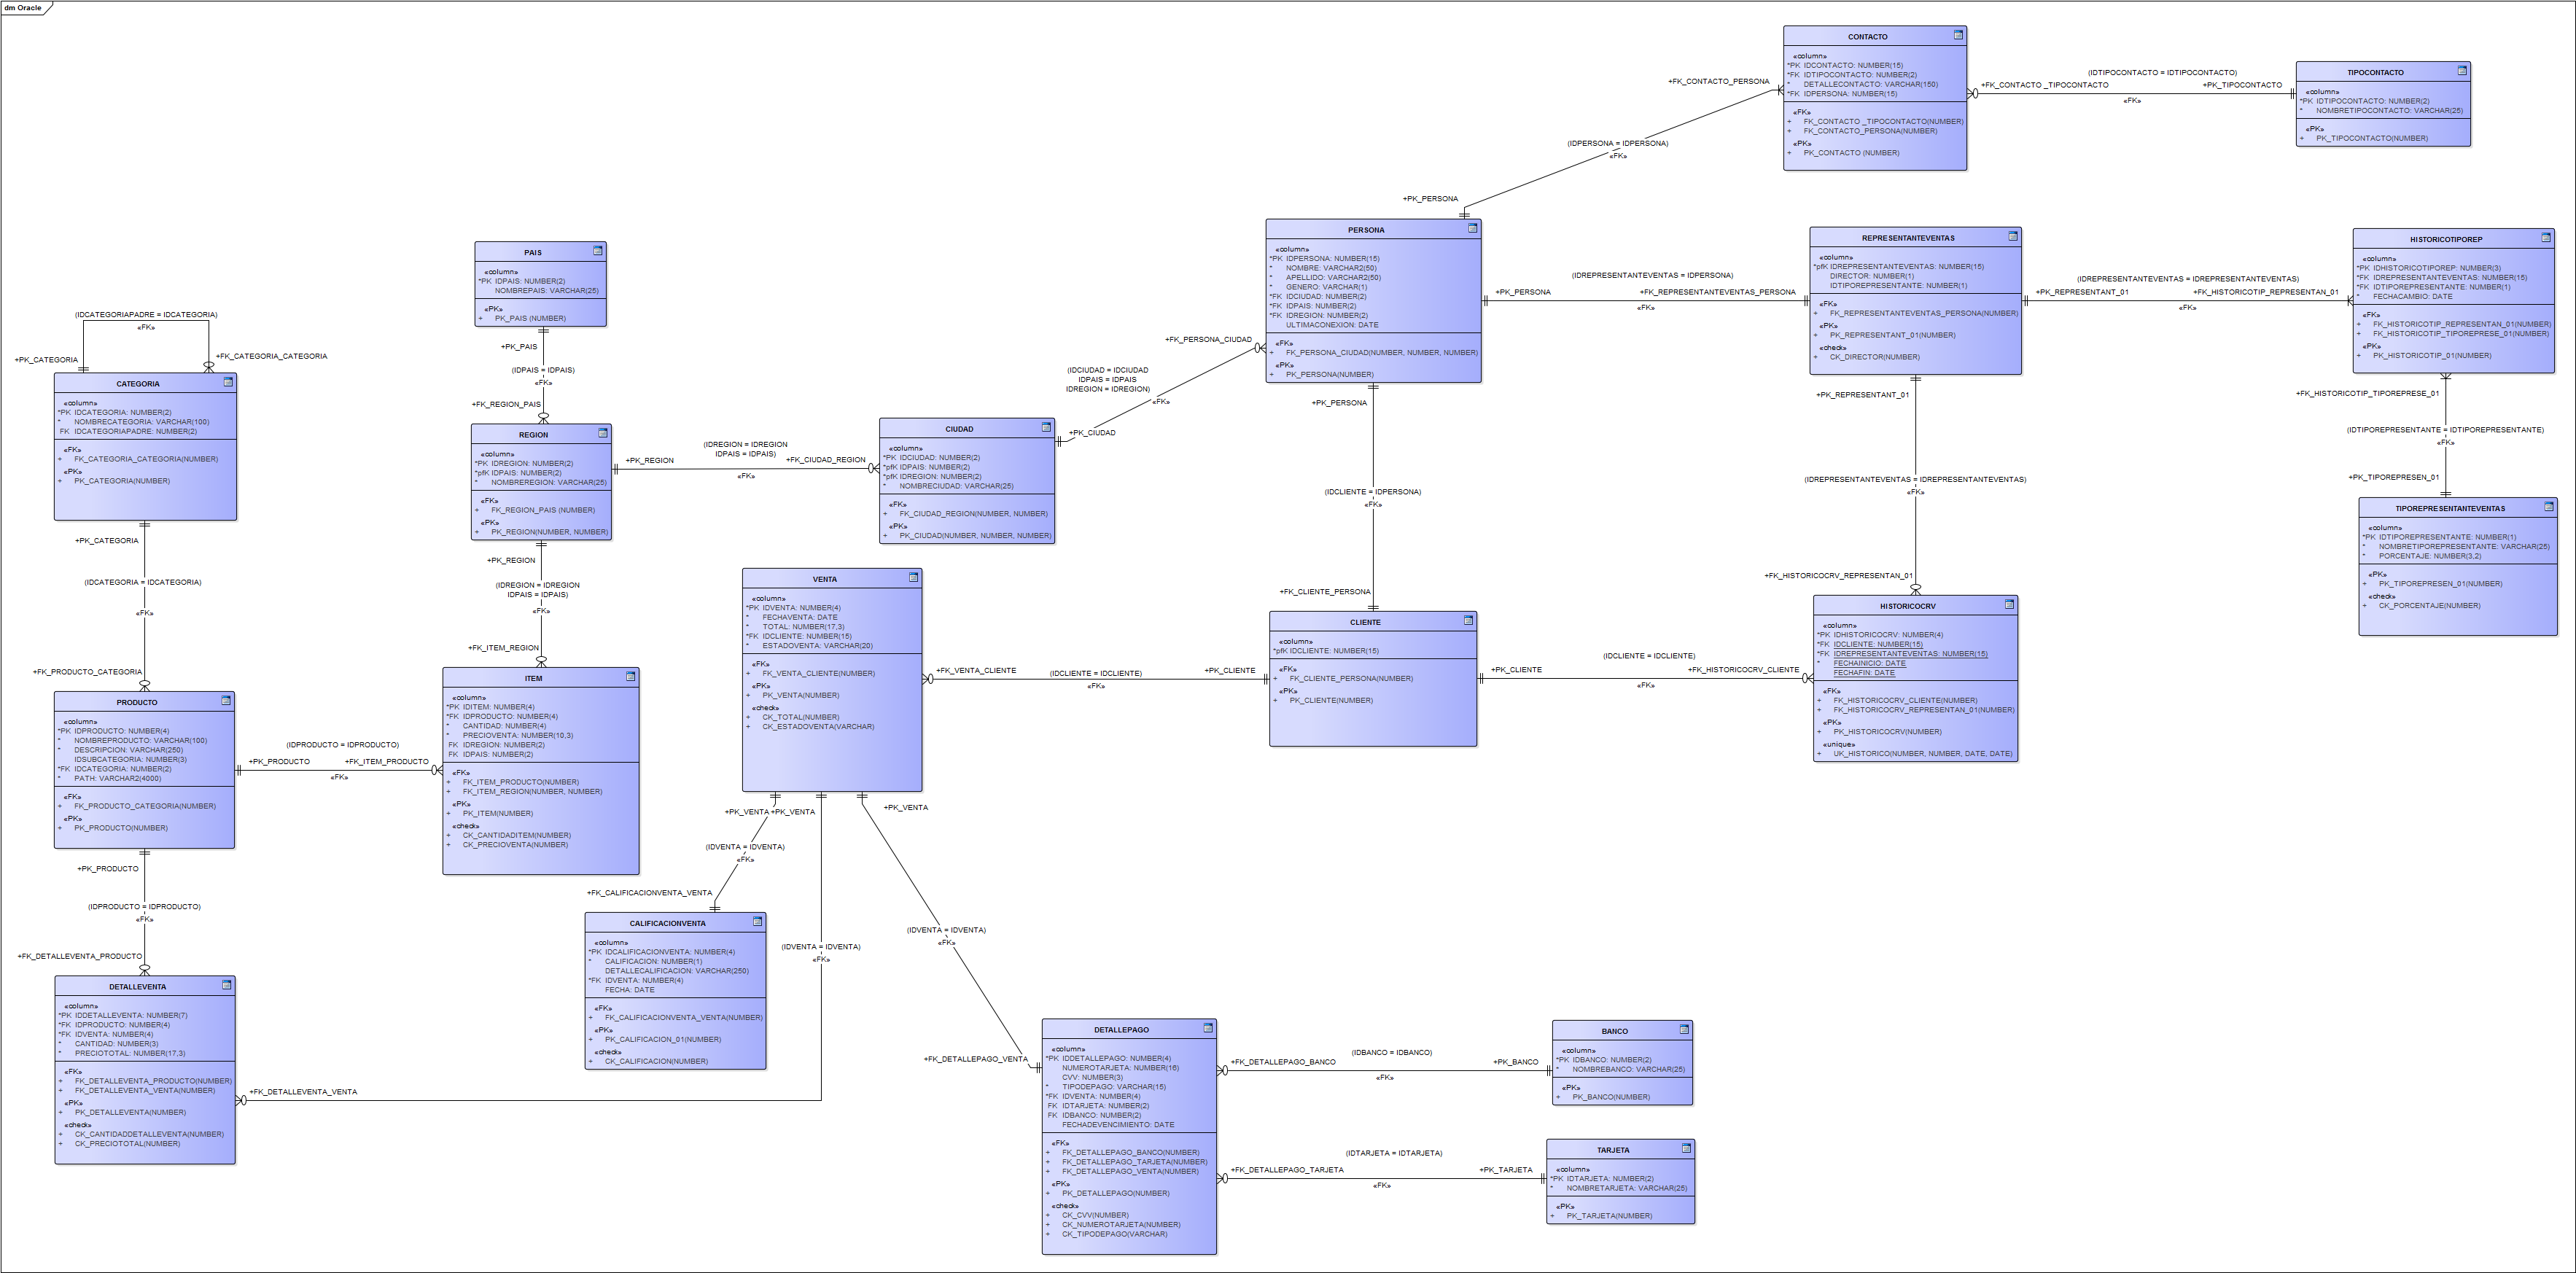 dm Oracle
CONTACTO
«column»
*PK IDCONTACTO: NUMBER(15)
*FK IDTIPOCONTACTO: NUMBER(2)
* DETALLECONTACTO: VARCHAR(150)
*FK IDPERSONA: NUMBER(15)
«FK»
+ FK_CONTACTO _TIPOCONTACTO(NUMBER)
+ FK_CONTACTO_PERSONA(NUMBER)
«PK»
+ PK_CONTACTO (NUMBER)
+FK_CONTACTO_PERSONA
(IDPERSONA = IDPERSONA)
«FK»
+PK_PERSONA
+FK_CONTACTO _TIPOCONTACTO
(IDTIPOCONTACTO = IDTIPOCONTACTO)
«FK»
+PK_TIPOCONTACTO
TIPOCONTACTO
«column»
*PK IDTIPOCONTACTO: NUMBER(2)
* NOMBRETIPOCONTACTO: VARCHAR(25)
«PK»
+ PK_TIPOCONTACTO(NUMBER)
PERSONA
«column»
*PK IDPERSONA: NUMBER(15)
* NOMBRE: VARCHAR2(50)
* APELLIDO: VARCHAR2(50)
* GENERO: VARCHAR(1)
*FK IDCIUDAD: NUMBER(2)
*FK IDPAIS: NUMBER(2)
*FK IDREGION: NUMBER(2)
ULTIMACONEXION: DATE
«FK»
+ FK_PERSONA_CIUDAD(NUMBER, NUMBER, NUMBER)
«PK»
+ PK_PERSONA(NUMBER)
+PK_PERSONA
(IDREPRESENTANTEVENTAS = IDPERSONA)
«FK»
+FK_REPRESENTANTEVENTAS_PERSONA
REPRESENTANTEVENTAS
«column»
*pfK IDREPRESENTANTEVENTAS: NUMBER(15)
DIRECTOR: NUMBER(1)
IDTIPOREPRESENTANTE: NUMBER(1)
«FK»
+ FK_REPRESENTANTEVENTAS_PERSONA(NUMBER)
«PK»
+ PK_REPRESENTANT_01(NUMBER)
«check»
+ CK_DIRECTOR(NUMBER)
+PK_REPRESENTANT_01
(IDREPRESENTANTEVENTAS = IDREPRESENTANTEVENTAS)
«FK»
+FK_HISTORICOTIP_REPRESENTAN_01
HISTORICOTIPOREP
«column»
*PK IDHISTORICOTIPOREP: NUMBER(3)
*FK IDREPRESENTANTEVENTAS: NUMBER(15)
*FK IDTIPOREPRESENTANTE: NUMBER(1)
* FECHACAMBIO: DATE
«FK»
+ FK_HISTORICOTIP_REPRESENTAN_01(NUMBER)
+ FK_HISTORICOTIP_TIPOREPRESE_01(NUMBER)
«PK»
+ PK_HISTORICOTIP_01(NUMBER)
+FK_HISTORICOTIP_TIPOREPRESE_01
(IDTIPOREPRESENTANTE = IDTIPOREPRESENTANTE)
«FK»
+PK_TIPOREPRESEN_01
TIPOREPRESENTANTEVENTAS
«column»
*PK IDTIPOREPRESENTANTE: NUMBER(1)
* NOMBRETIPOREPRESENTANTE: VARCHAR(25)
* PORCENTAJE: NUMBER(3,2)
«PK»
+ PK_TIPOREPRESEN_01(NUMBER)
«check»
+ CK_PORCENTAJE(NUMBER)
PAIS
«column»
*PK IDPAIS: NUMBER(2)
NOMBREPAIS: VARCHAR(25)
«PK»
+ PK_PAIS (NUMBER)
+PK_PAIS
(IDPAIS = IDPAIS)
«FK»
+FK_REGION_PAIS
(IDCATEGORIAPADRE = IDCATEGORIA)
«FK»
+PK_CATEGORIA
+FK_CATEGORIA_CATEGORIA
CATEGORIA
«column»
*PK IDCATEGORIA: NUMBER(2)
* NOMBRECATEGORIA: VARCHAR(100)
FK IDCATEGORIAPADRE: NUMBER(2)
«FK»
+ FK_CATEGORIA_CATEGORIA(NUMBER)
«PK»
+ PK_CATEGORIA(NUMBER)
+PK_CATEGORIA
(IDCATEGORIA = IDCATEGORIA)
«FK»
+FK_PRODUCTO_CATEGORIA
REGION
«column»
*PK IDREGION: NUMBER(2)
*pfK IDPAIS: NUMBER(2)
* NOMBREREGION: VARCHAR(25)
«FK»
+ FK_REGION_PAIS (NUMBER)
«PK»
+ PK_REGION(NUMBER, NUMBER)
+PK_REGION
(IDREGION = IDREGION
IDPAIS = IDPAIS)
«FK»
+FK_CIUDAD_REGION
CIUDAD
«column»
*PK IDCIUDAD: NUMBER(2)
*pfK IDPAIS: NUMBER(2)
*pfK IDREGION: NUMBER(2)
* NOMBRECIUDAD: VARCHAR(25)
«FK»
+ FK_CIUDAD_REGION(NUMBER, NUMBER)
«PK»
+ PK_CIUDAD(NUMBER, NUMBER, NUMBER)
+FK_PERSONA_CIUDAD
(IDCIUDAD = IDCIUDAD
IDPAIS = IDPAIS
IDREGION = IDREGION)
«FK»
+PK_CIUDAD
+PK_PERSONA
(IDCLIENTE = IDPERSONA)
«FK»
+FK_CLIENTE_PERSONA
+PK_REPRESENTANT_01
(IDREPRESENTANTEVENTAS = IDREPRESENTANTEVENTAS)
«FK»
+FK_HISTORICOCRV_REPRESENTAN_01
+PK_REGION
(IDREGION = IDREGION
IDPAIS = IDPAIS)
«FK»
+FK_ITEM_REGION
VENTA
«column»
*PK IDVENTA: NUMBER(4)
* FECHAVENTA: DATE
* TOTAL: NUMBER(17,3)
*FK IDCLIENTE: NUMBER(15)
* ESTADOVENTA: VARCHAR(20)
«FK»
+ FK_VENTA_CLIENTE(NUMBER)
«PK»
+ PK_VENTA(NUMBER)
«check»
+ CK_TOTAL(NUMBER)
+ CK_ESTADOVENTA(VARCHAR)
+FK_VENTA_CLIENTE
(IDCLIENTE = IDCLIENTE)
«FK»
+PK_CLIENTE
CLIENTE
«column»
*pfK IDCLIENTE: NUMBER(15)
«FK»
+ FK_CLIENTE_PERSONA(NUMBER)
«PK»
+ PK_CLIENTE(NUMBER)
+PK_CLIENTE
(IDCLIENTE = IDCLIENTE)
«FK»
+FK_HISTORICOCRV_CLIENTE
HISTORICOCRV
«column»
*PK IDHISTORICOCRV: NUMBER(4)
*FK IDCLIENTE: NUMBER(15)
*FK IDREPRESENTANTEVENTAS: NUMBER(15)
* FECHAINICIO: DATE
FECHAFIN: DATE
«FK»
+ FK_HISTORICOCRV_CLIENTE(NUMBER)
+ FK_HISTORICOCRV_REPRESENTAN_01(NUMBER)
«PK»
+ PK_HISTORICOCRV(NUMBER)
«unique»
+ UK_HISTORICO(NUMBER, NUMBER, DATE, DATE)
PRODUCTO
«column»
*PK IDPRODUCTO: NUMBER(4)
* NOMBREPRODUCTO: VARCHAR(100)
* DESCRIPCION: VARCHAR(250)
IDSUBCATEGORIA: NUMBER(3)
*FK IDCATEGORIA: NUMBER(2)
* PATH: VARCHAR2(4000)
«FK»
+ FK_PRODUCTO_CATEGORIA(NUMBER)
«PK»
+ PK_PRODUCTO(NUMBER)
+PK_PRODUCTO
(IDPRODUCTO = IDPRODUCTO)
«FK»
+FK_ITEM_PRODUCTO
ITEM
«column»
*PK IDITEM: NUMBER(4)
*FK IDPRODUCTO: NUMBER(4)
* CANTIDAD: NUMBER(4)
* PRECIOVENTA: NUMBER(10,3)
FK IDREGION: NUMBER(2)
FK IDPAIS: NUMBER(2)
«FK»
+ FK_ITEM_PRODUCTO(NUMBER)
+ FK_ITEM_REGION(NUMBER, NUMBER)
«PK»
+ PK_ITEM(NUMBER)
«check»
+ CK_CANTIDADITEM(NUMBER)
+ CK_PRECIOVENTA(NUMBER)
+PK_PRODUCTO
(IDPRODUCTO = IDPRODUCTO)
«FK»
+FK_DETALLEVENTA_PRODUCTO
+PK_VENTA +PK_VENTA
+PK_VENTA
(IDVENTA = IDVENTA)
«FK»
+FK_CALIFICACIONVENTA_VENTA
CALIFICACIONVENTA
«column»
*PK IDCALIFICACIONVENTA: NUMBER(4)
* CALIFICACION: NUMBER(1)
DETALLECALIFICACION: VARCHAR(250)
*FK IDVENTA: NUMBER(4)
FECHA: DATE
«FK»
+ FK_CALIFICACIONVENTA_VENTA(NUMBER)
«PK»
+ PK_CALIFICACION_01(NUMBER)
«check»
+ CK_CALIFICACION(NUMBER)
(IDVENTA = IDVENTA)
«FK»
(IDVENTA = IDVENTA)
«FK»
+FK_DETALLEPAGO_VENTA
DETALLEVENTA
«column»
*PK IDDETALLEVENTA: NUMBER(7)
*FK IDPRODUCTO: NUMBER(4)
*FK IDVENTA: NUMBER(4)
* CANTIDAD: NUMBER(3)
* PRECIOTOTAL: NUMBER(17,3)
«FK»
+ FK_DETALLEVENTA_PRODUCTO(NUMBER)
+ FK_DETALLEVENTA_VENTA(NUMBER)
«PK»
+ PK_DETALLEVENTA(NUMBER)
«check»
+ CK_CANTIDADDETALLEVENTA(NUMBER)
+ CK_PRECIOTOTAL(NUMBER)
+FK_DETALLEVENTA_VENTA
DETALLEPAGO
«column»
*PK IDDETALLEPAGO: NUMBER(4)
NUMEROTARJETA: NUMBER(16)
CVV: NUMBER(3)
* TIPODEPAGO: VARCHAR(15)
*FK IDVENTA: NUMBER(4)
FK IDTARJETA: NUMBER(2)
FK IDBANCO: NUMBER(2)
FECHADEVENCIMIENTO: DATE
«FK»
+ FK_DETALLEPAGO_BANCO(NUMBER)
+ FK_DETALLEPAGO_TARJETA(NUMBER)
+ FK_DETALLEPAGO_VENTA(NUMBER)
«PK»
+ PK_DETALLEPAGO(NUMBER)
«check»
+ CK_CVV(NUMBER)
+ CK_NUMEROTARJETA(NUMBER)
+ CK_TIPODEPAGO(VARCHAR)
+FK_DETALLEPAGO_BANCO
(IDBANCO = IDBANCO)
«FK»
+PK_BANCO
BANCO
«column»
*PK IDBANCO: NUMBER(2)
* NOMBREBANCO: VARCHAR(25)
«PK»
+ PK_BANCO(NUMBER)
+FK_DETALLEPAGO_TARJETA
(IDTARJETA = IDTARJETA)
«FK»
+PK_TARJETA
TARJETA
«column»
*PK IDTARJETA: NUMBER(2)
* NOMBRETARJETA: VARCHAR(25)
«PK»
+ PK_TARJETA(NUMBER)